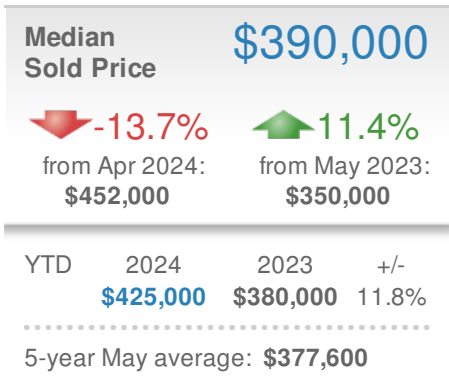 Median $390,000
Sold Price
-13.7% 11.4%
from Apr 2024: from May 2023:
$452,000 $350,000
YTD 2024 2023 +/-
$425,000 $380,000 11.8%
5-year May average: $377,600